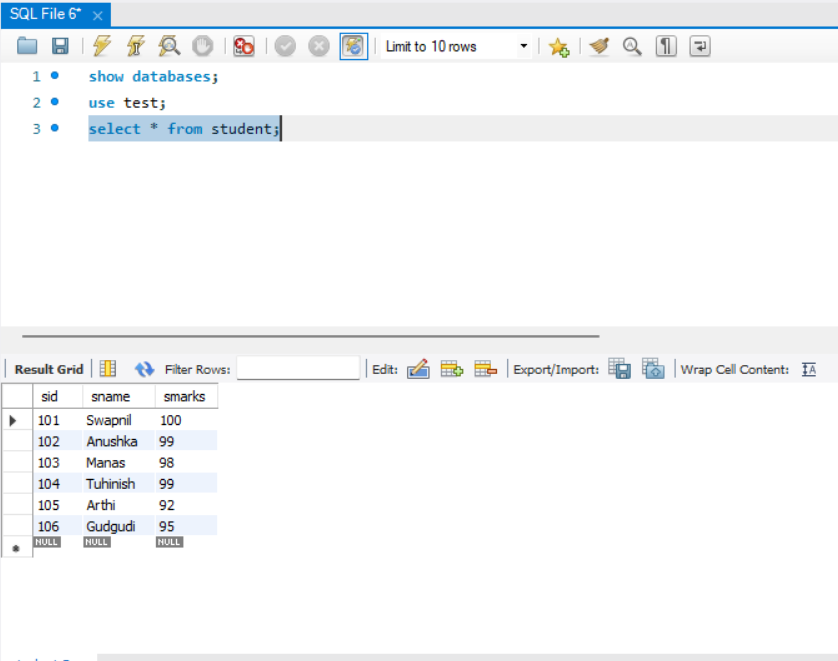 SQL File 6*
Limit to 10 rows
1 show databases;
2 use test;
3 select * from student;
Result Grid Filter Rows: Edit: Export/Import: Wrap Cell Content: IA
sid sname smarks
101 Swapnil 100
102 Anushka 99
103 Manas 98
104 Tuhinish 99
105 Arthi 92
106 Gudgudi 95
NULL NULL NULL